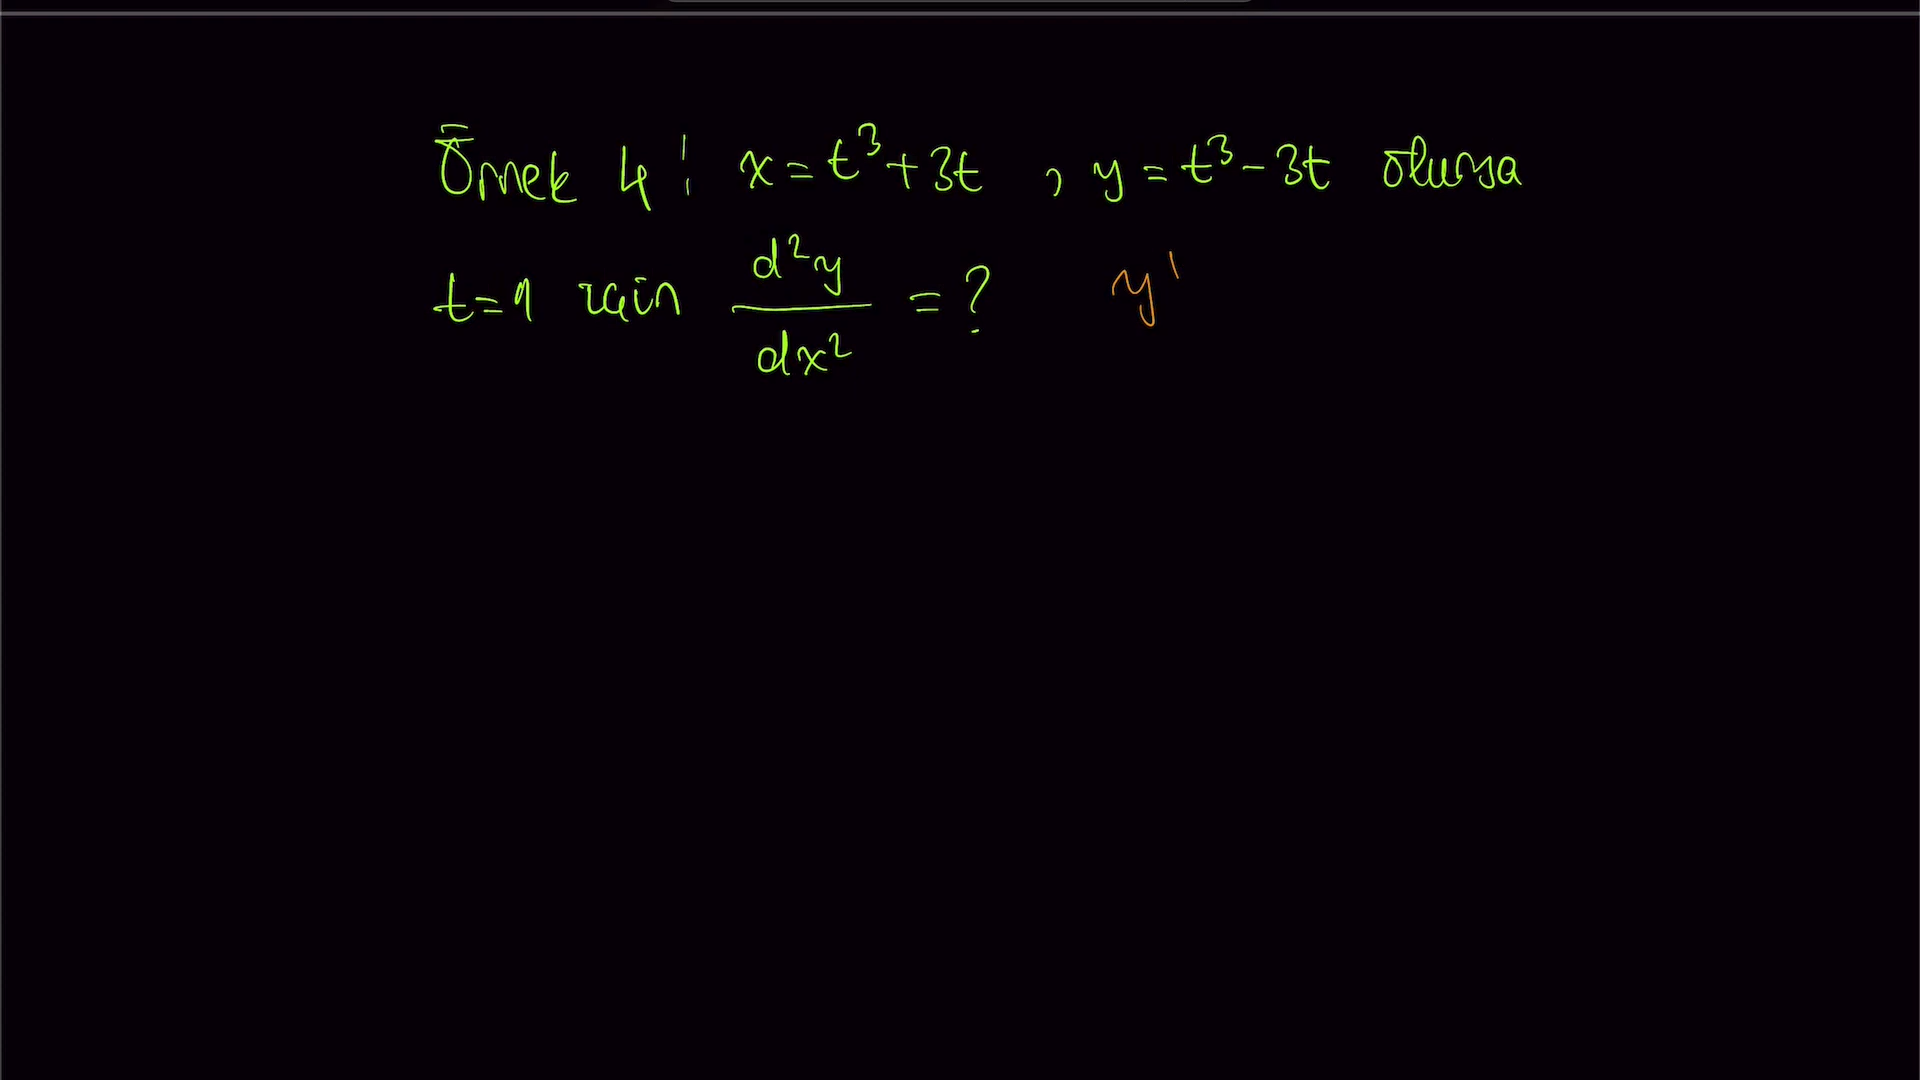 Örnek 4: x = t³ + 3t , y = t³ - 3t olursa
t = 1 için d²y/dx² = ? y'